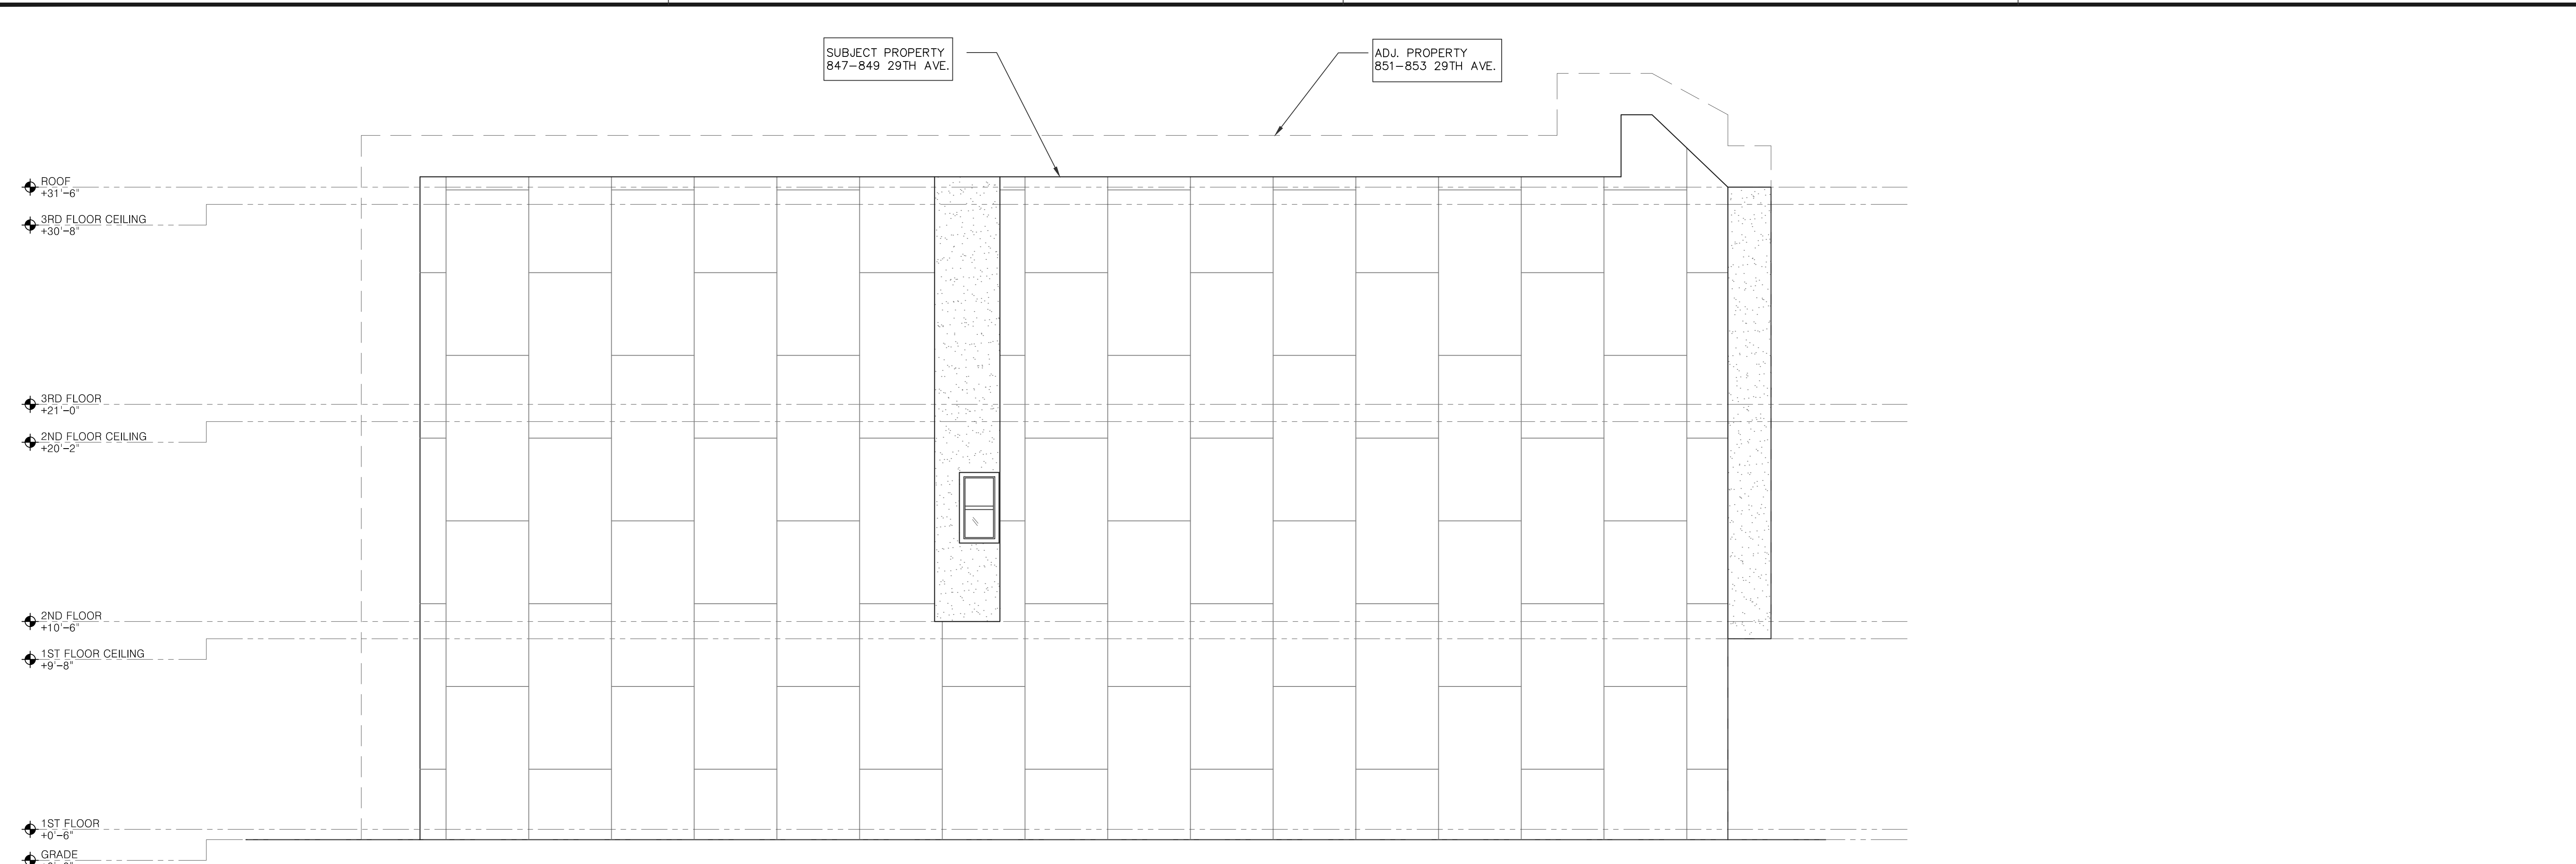 SUBJECT PROPERTY
847-849 29TH AVE.
ADJ. PROPERTY
851-853 29TH AVE.
ROOF
+31'-6"
3RD FLOOR CEILING
+30'-8"
3RD FLOOR
+21'-0"
2ND FLOOR CEILING
+20'-2"
2ND FLOOR
+10'-6"
1ST FLOOR CEILING
+9'-8"
1ST FLOOR
+0'-6"
GRADE